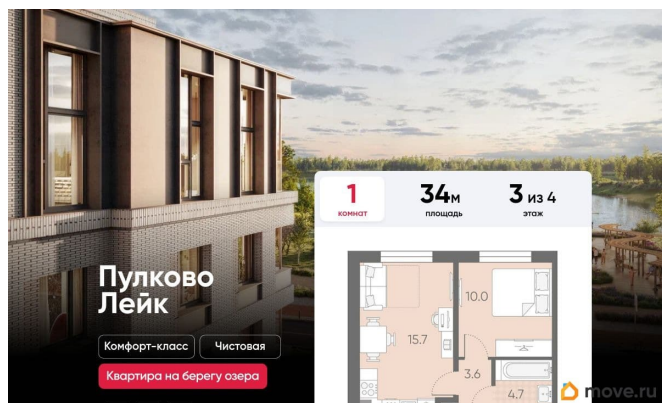 1
комнат
34м
площадь
3 из 4
этаж
Пулково
Лейк
Комфорт-класс
Чистовая
Квартира на берегу озера
10.0
15.7
3.6
4.7
move.ru